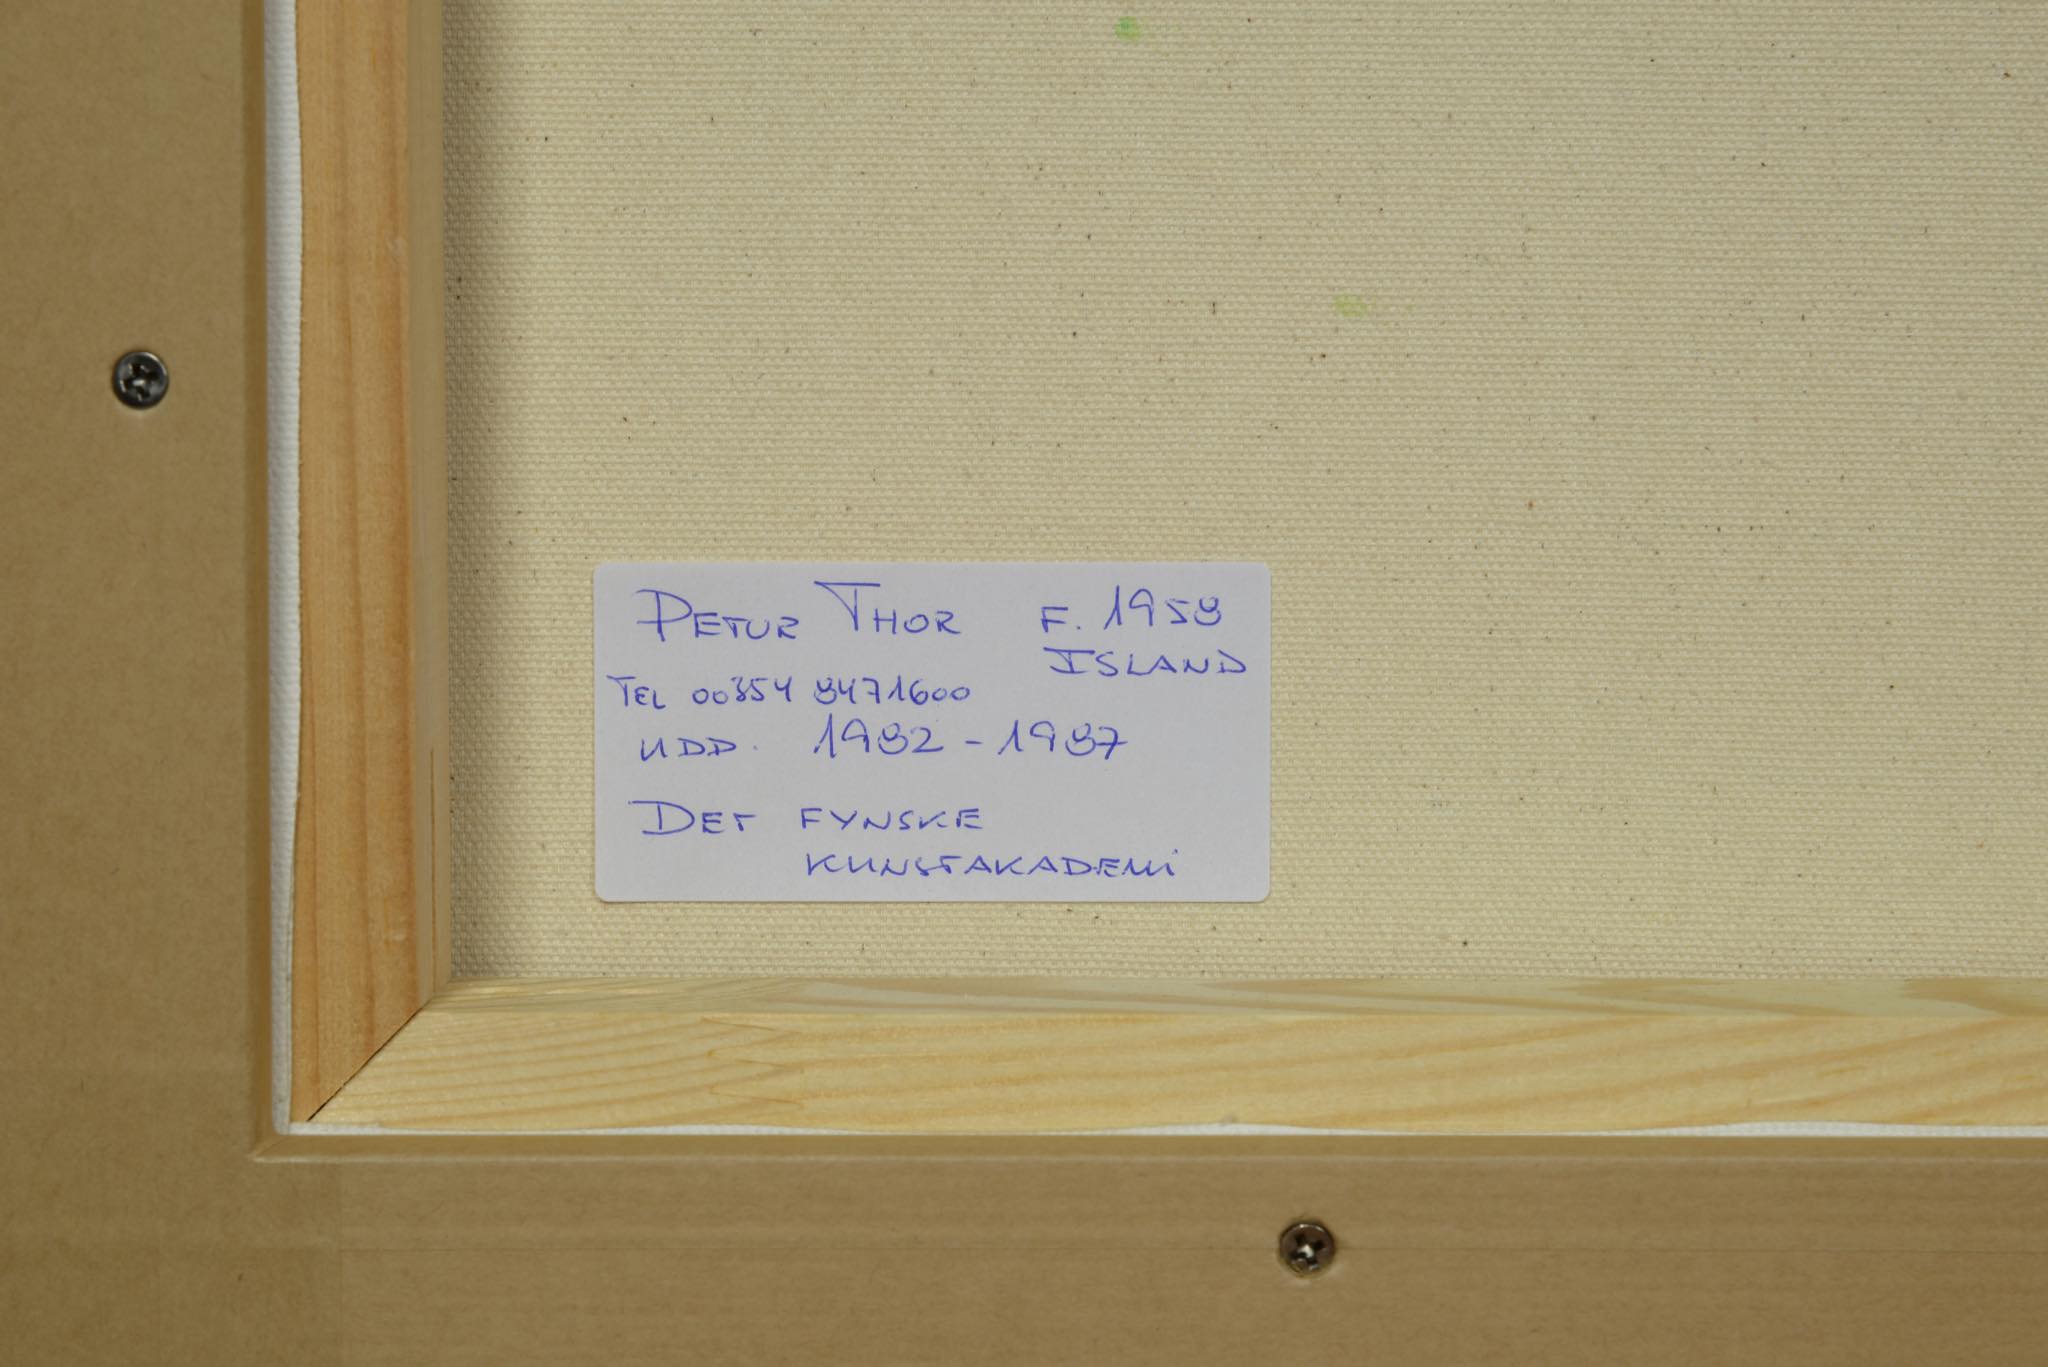 PETUR THOR F. 1958
ISLAND
TEL 00354 8471600
UDD. 1982 - 1987
DET FYNSKE
KUNSTAKADEMi